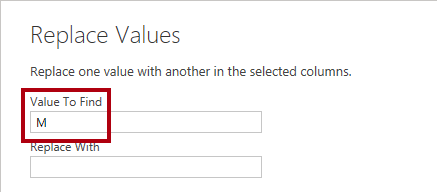 Replace Values
Replace one value with another in the selected columns.
Value To Find
M
Replace With